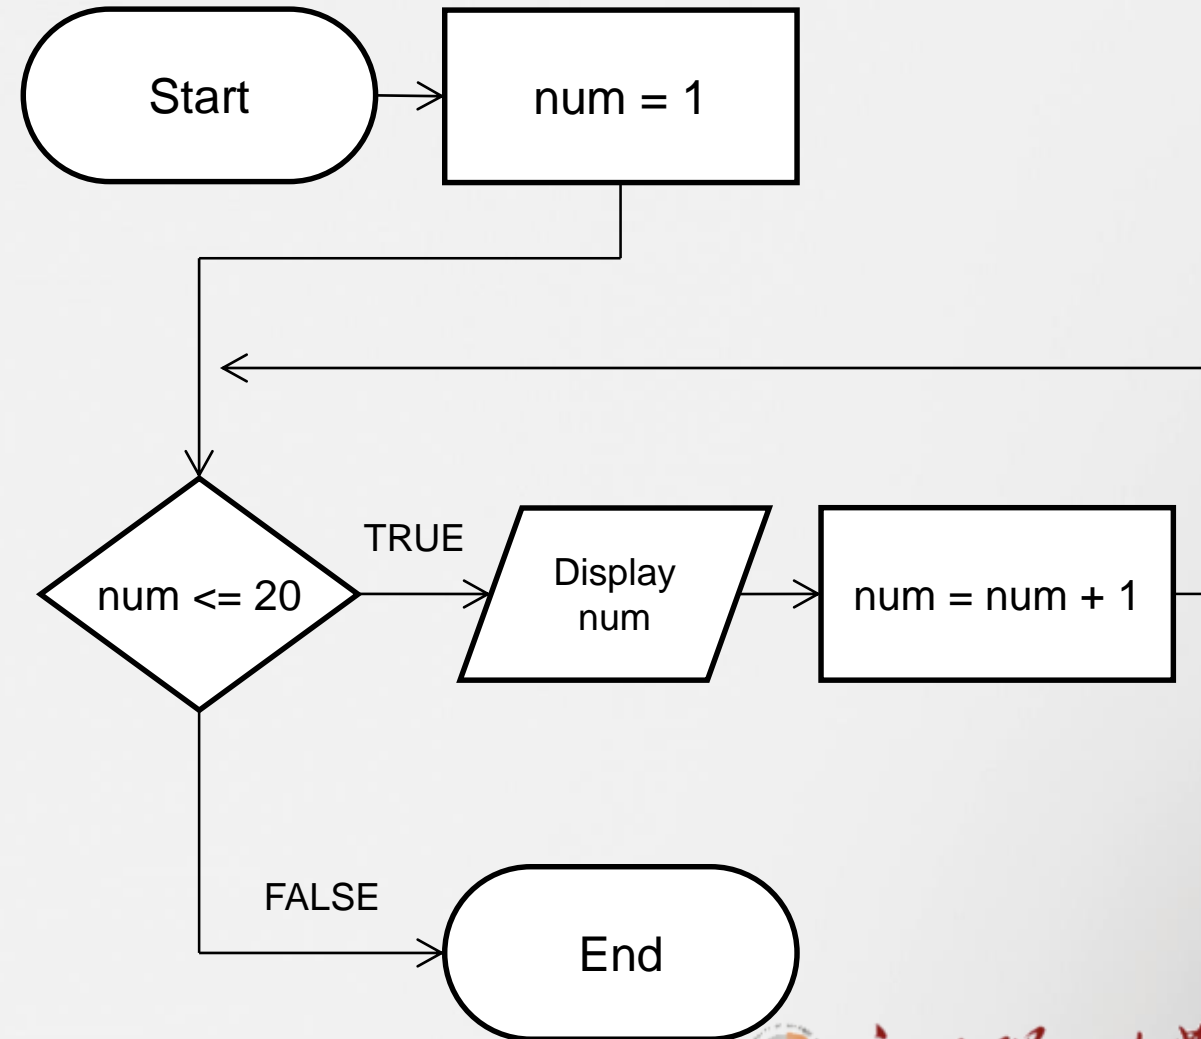 Start
num = 1
TRUE
num <= 20
Display
num
num = num + 1
FALSE
End